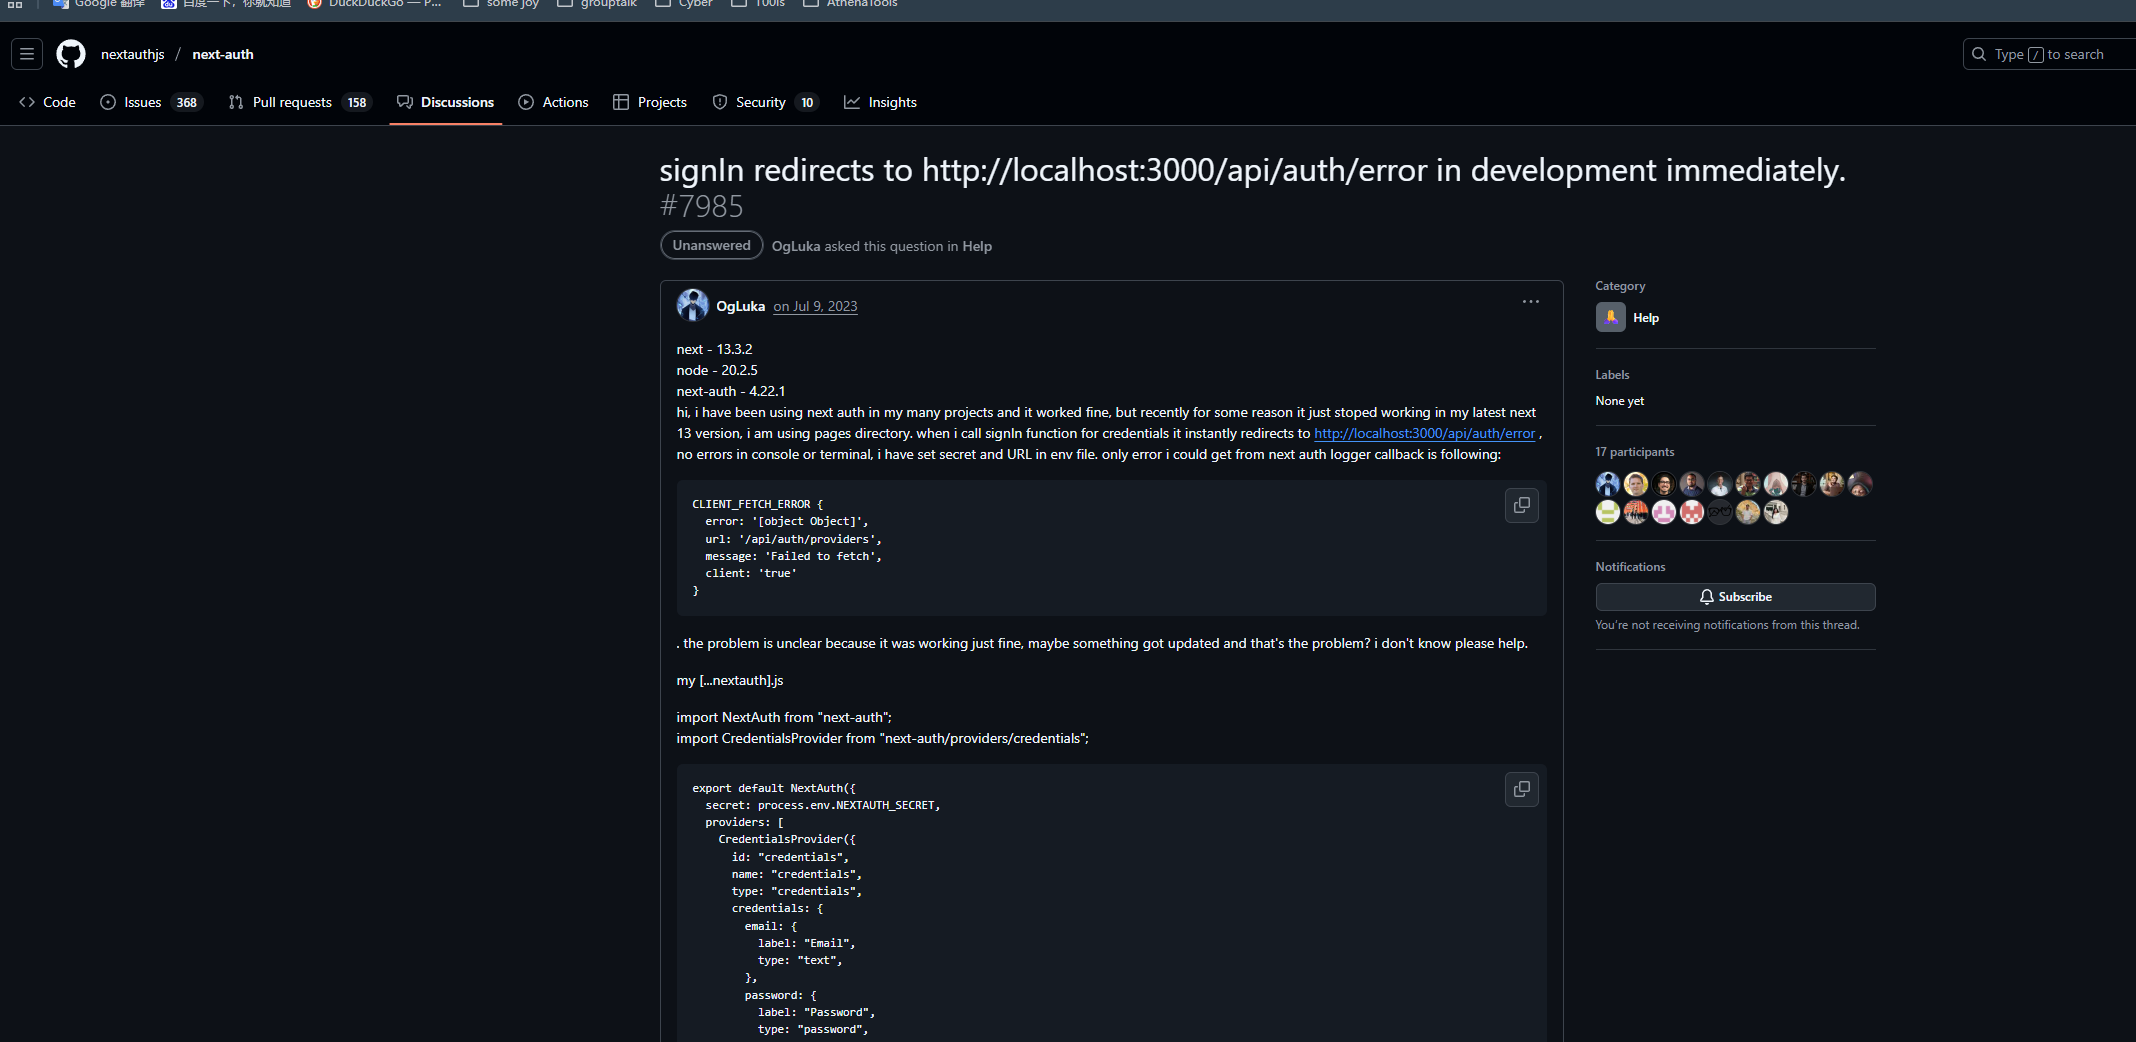 Google 翻译 百度一下，你就知道 DuckDuckGo — P... some joy grouptalk Cyber T00ls AthenaTools
nextauthjs / next-auth
Type / to search
Code Issues 368 Pull requests 158 Discussions Actions Projects Security 10 Insights
signIn redirects to http://localhost:3000/api/auth/error in development immediately.
#7985
Unanswered OgLuka asked this question in Help
OgLuka on Jul 9, 2023
next - 13.3.2
node - 20.2.5
next-auth - 4.22.1
hi, i have been using next auth in my many projects and it worked fine, but recently for some reason it just stoped working in my latest next
13 version, i am using pages directory. when i call signIn function for credentials it instantly redirects to http://localhost:3000/api/auth/error ,
no errors in console or terminal, i have set secret and URL in env file. only error i could get from next auth logger callback is following:
CLIENT_FETCH_ERROR {
error: '[object Object]',
url: '/api/auth/providers',
message: 'Failed to fetch',
client: 'true'
}
. the problem is unclear because it was working just fine, maybe something got updated and that's the problem? i don't know please help.
my [...nextauth].js
import NextAuth from "next-auth";
import CredentialsProvider from "next-auth/providers/credentials";
export default NextAuth({
secret: process.env.NEXTAUTH_SECRET,
providers: [
CredentialsProvider({
id: "credentials",
name: "credentials",
type: "credentials",
credentials: {
email: {
label: "Email",
type: "text",
},
password: {
label: "Password",
type: "password",
Category
Help
Labels
None yet
17 participants
Notifications
Subscribe
You're not receiving notifications from this thread.